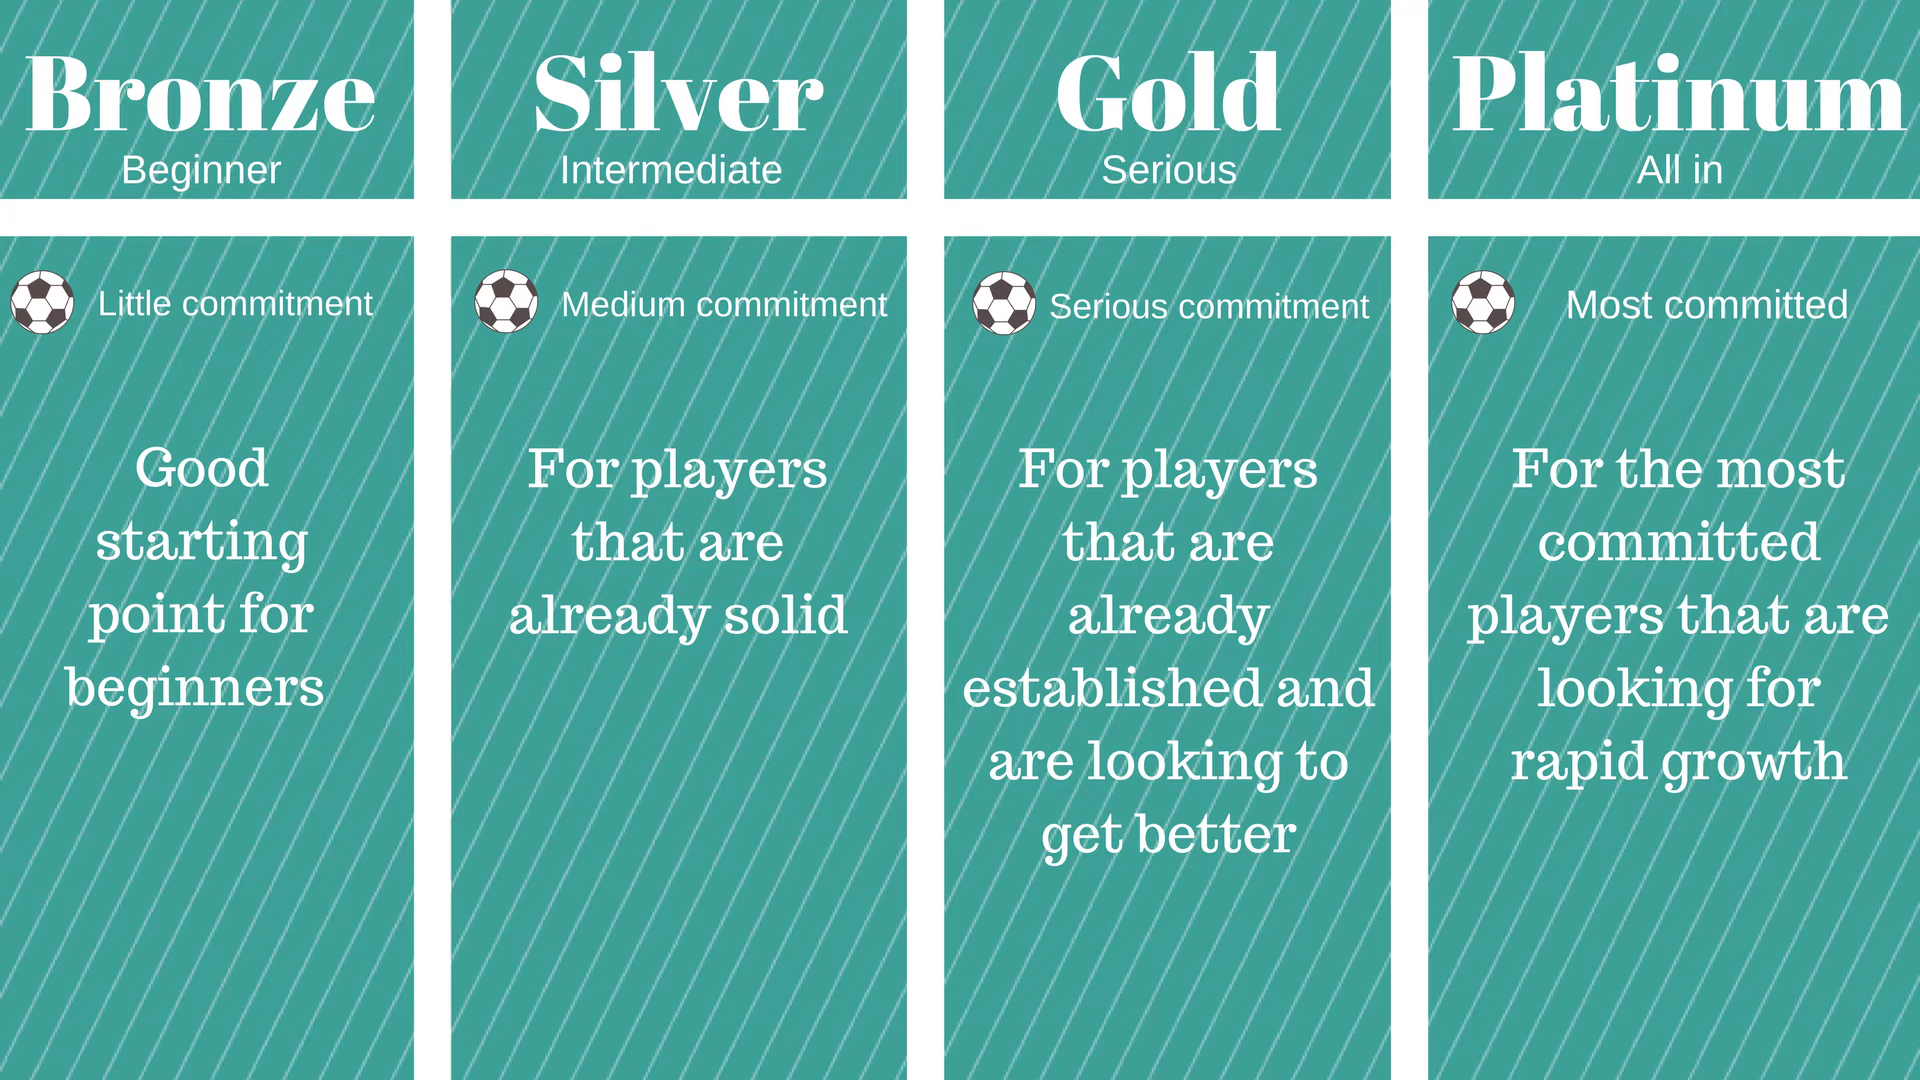 Bronze
Beginner
Little commitment
Good
starting
point for
beginners
Silver
Intermediate
Medium commitment
For players
that are
already solid
Gold
Serious
Serious commitment
For players
that are
already
established and
are looking to
get better
Platinum
All in
Most committed
For the most
committed
players that are
looking for
rapid growth